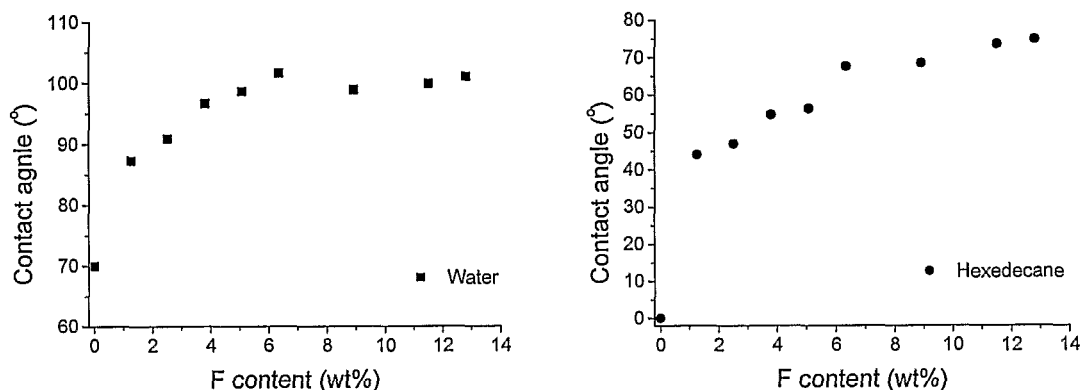 110
100
90
80
70
60
Contact agnle (°)
0 2 4 6 8 10 12 14
F content (wt%)
Water
80
70
60
50
40
30
20
10
0
Contact angle (°)
0 2 4 6 8 10 12 14
F content (wt%)
Hexedecane